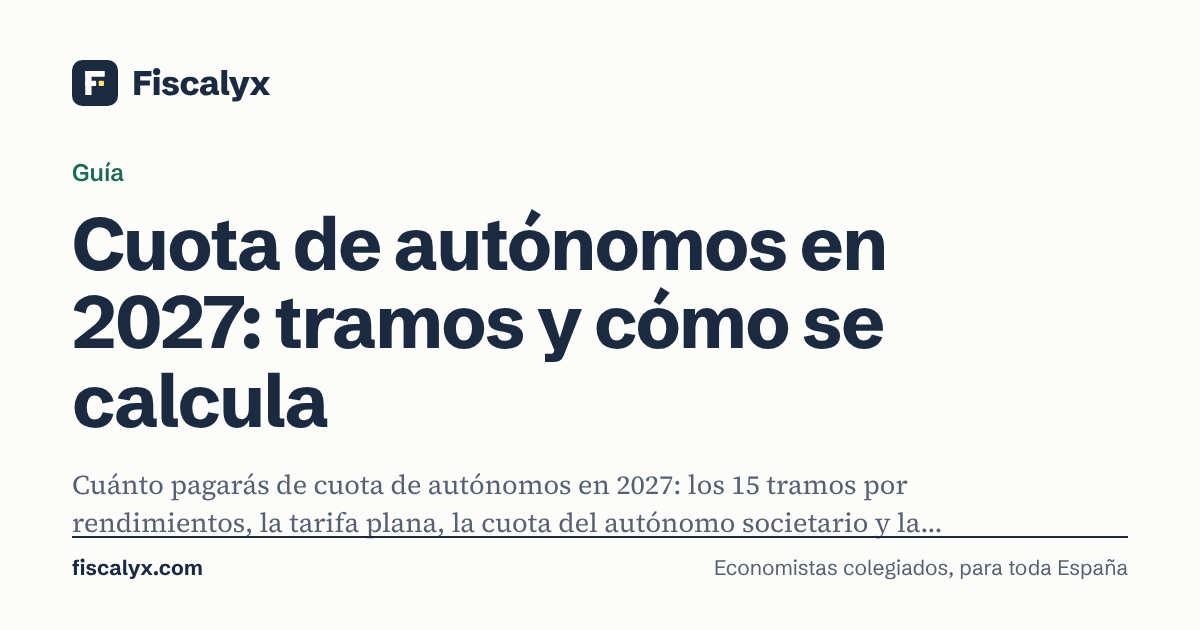 Fiscalyx
Guía
Cuota de autónomos en
2027: tramos y cómo se
calcula
Cuánto pagarás de cuota de autónomos en 2027: los 15 tramos por
rendimientos, la tarifa plana, la cuota del autónomo societario y la...
fiscalyx.com
Economistas colegiados, para toda España